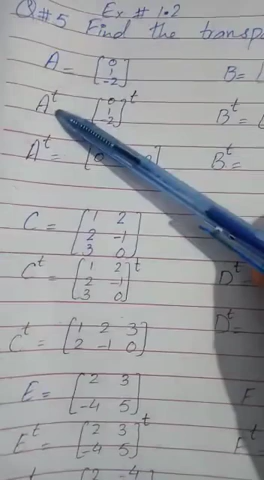 Q#5 Ex # 1.2
Find the transp
A = [0 1 -2] B = [
A^t [0 1 -2]^t B^t = [
A^t = [0 B^t =
C = [1 2 2 -1 3 0]
C^t = [1 2 2 -1 3 0]^t D^t
C^t = [1 2 3 2 -1 0] D^t =
E = [2 3 -4 5] F
E^t = [2 3 -4 5]^t F^t
t [2 -4